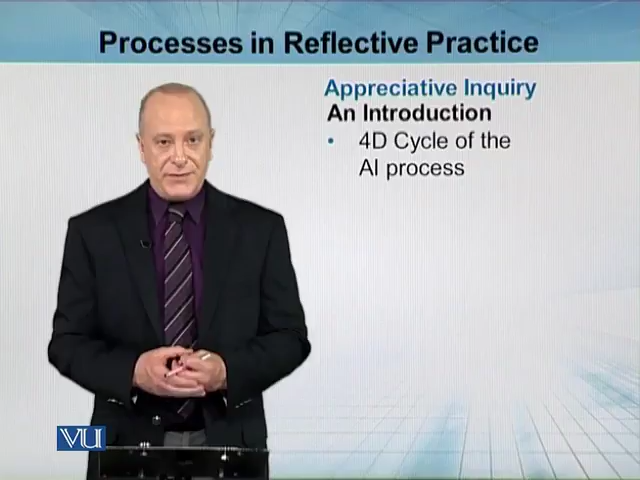 Processes in Reflective Practice
Appreciative Inquiry
An Introduction
• 4D Cycle of the
AI process
VU